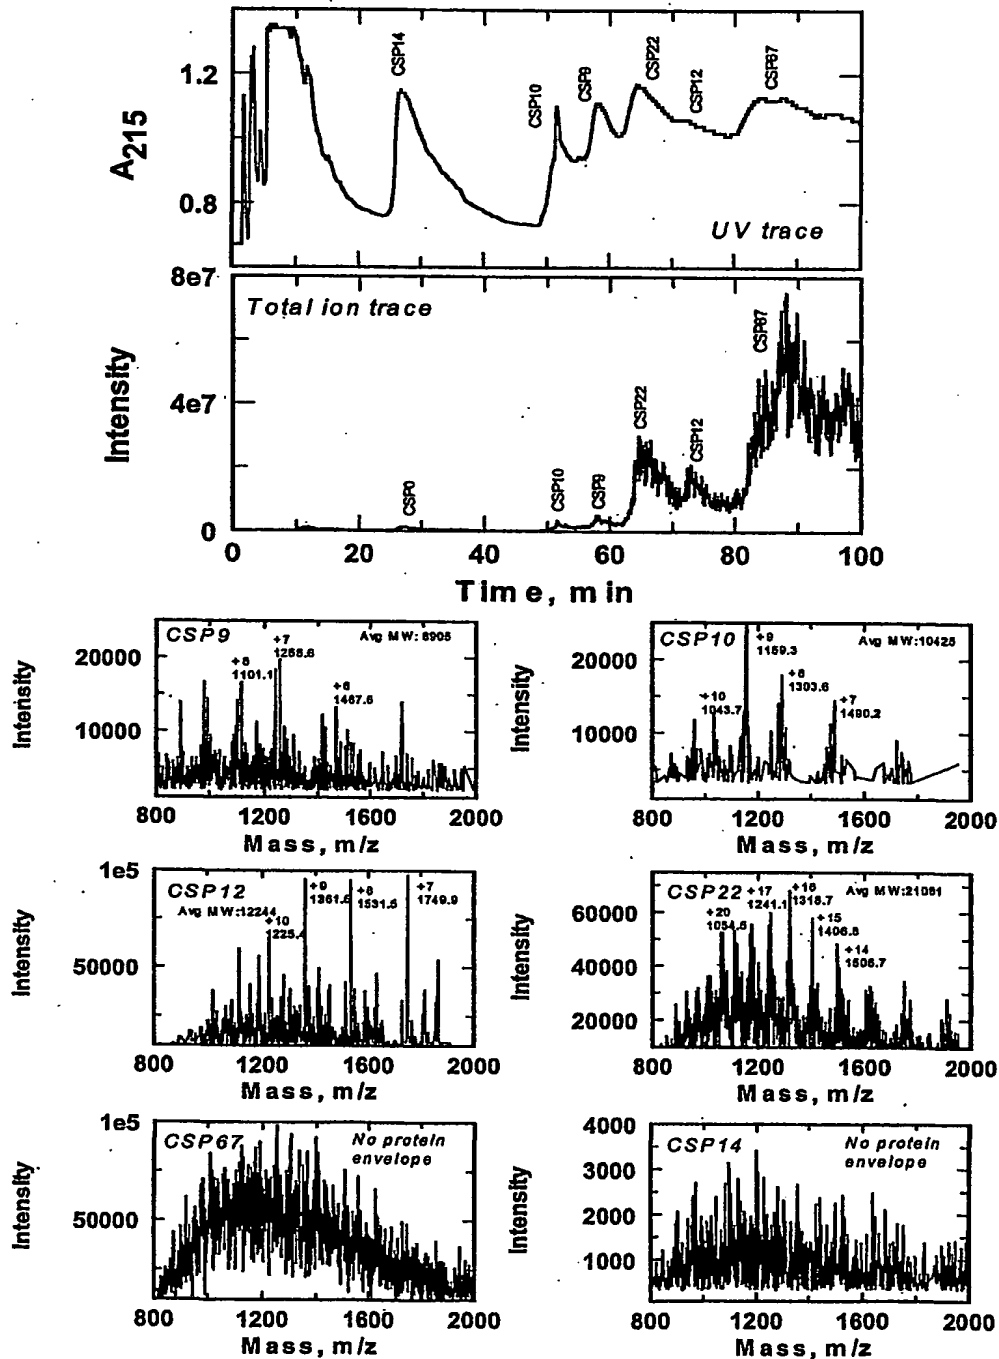 CSP14
CSP10
CSP9
CSP22
CSP12
CSP67
1.2
0.8
A215
UV trace
8e7
4e7
0
Intensity
Total ion trace
CSP0
CSP10
CSP9
CSP22
CSP12
CSP67
0 20 40 60 80 100
Time, min
CSP9
Avg MW: 8905
+8
1101.1
+7
1258.6
+6
1467.5
20000
10000
Intensity
800 1200 1600 2000
Mass, m/z
CSP10
Avg MW:10425
+10
1043.7
+9
1159.3
+8
1303.6
+7
1490.2
20000
10000
Intensity
800 1200 1600 2000
Mass, m/z
CSP12
Avg MW:12244
+10
1225.4
+9
1361.5
+8
1531.5
+7
1749.9
1e5
50000
Intensity
800 1200 1600 2000
Mass, m/z
CSP22
Avg MW:21081
+20
1054.5
+17
1241.1
+16
1318.7
+15
1406.8
+14
1506.7
60000
40000
20000
Intensity
800 1200 1600 2000
Mass, m/z
CSP67
No protein
envelope
1e5
50000
Intensity
800 1200 1600 2000
Mass, m/z
CSP14
No protein
envelope
4000
3000
2000
1000
Intensity
800 1200 1600 2000
Mass, m/z